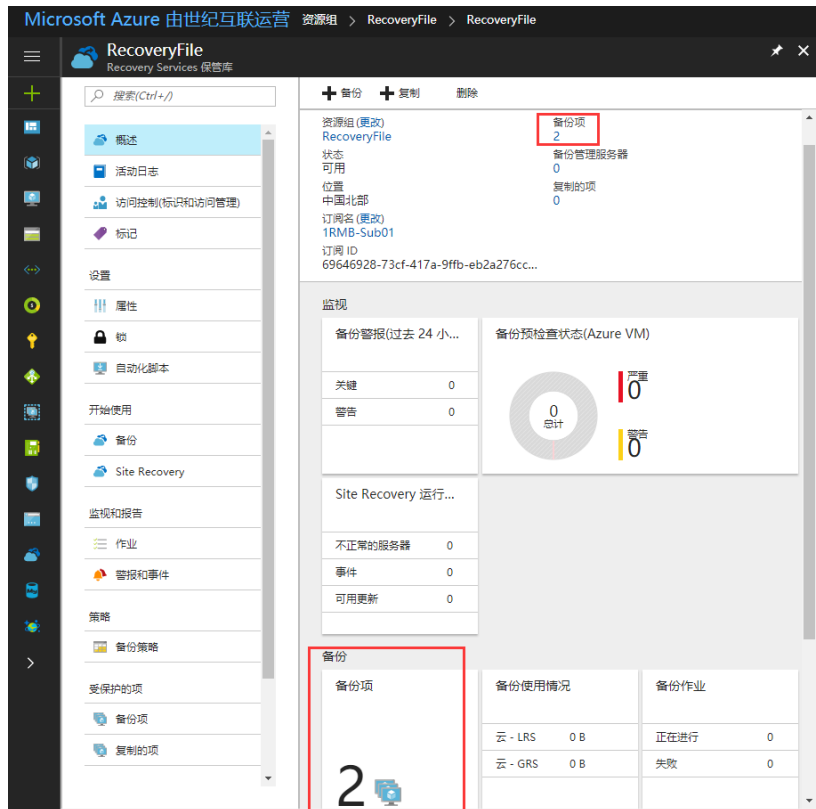 Microsoft Azure 由世纪互联运营 资源组 > RecoveryFile > RecoveryFile
RecoveryFile
Recovery Services 保管库
搜索(Ctrl+/)
概述
活动日志
访问控制(标识和访问管理)
标记
设置
属性
锁
自动化脚本
开始使用
备份
Site Recovery
监视和报告
作业
警报和事件
策略
备份策略
受保护的项
备份项
复制的项
备份 复制 删除
资源组 (更改)
RecoveryFile
状态
可用
位置
中国北部
订阅名 (更改)
1RMB-Sub01
订阅 ID
69646928-73cf-417a-9ffb-eb2a276cc...
备份项
2
备份管理服务器
0
复制的项
0
监视
备份警报(过去 24 小...
关键 0
警告 0
备份预检查状态(Azure VM)
0
总计
严重
0
警告
0
Site Recovery 运行...
不正常的服务器 0
事件 0
可用更新 0
备份
备份项
2
备份使用情况
云 - LRS 0 B
云 - GRS 0 B
备份作业
正在进行 0
失败 0